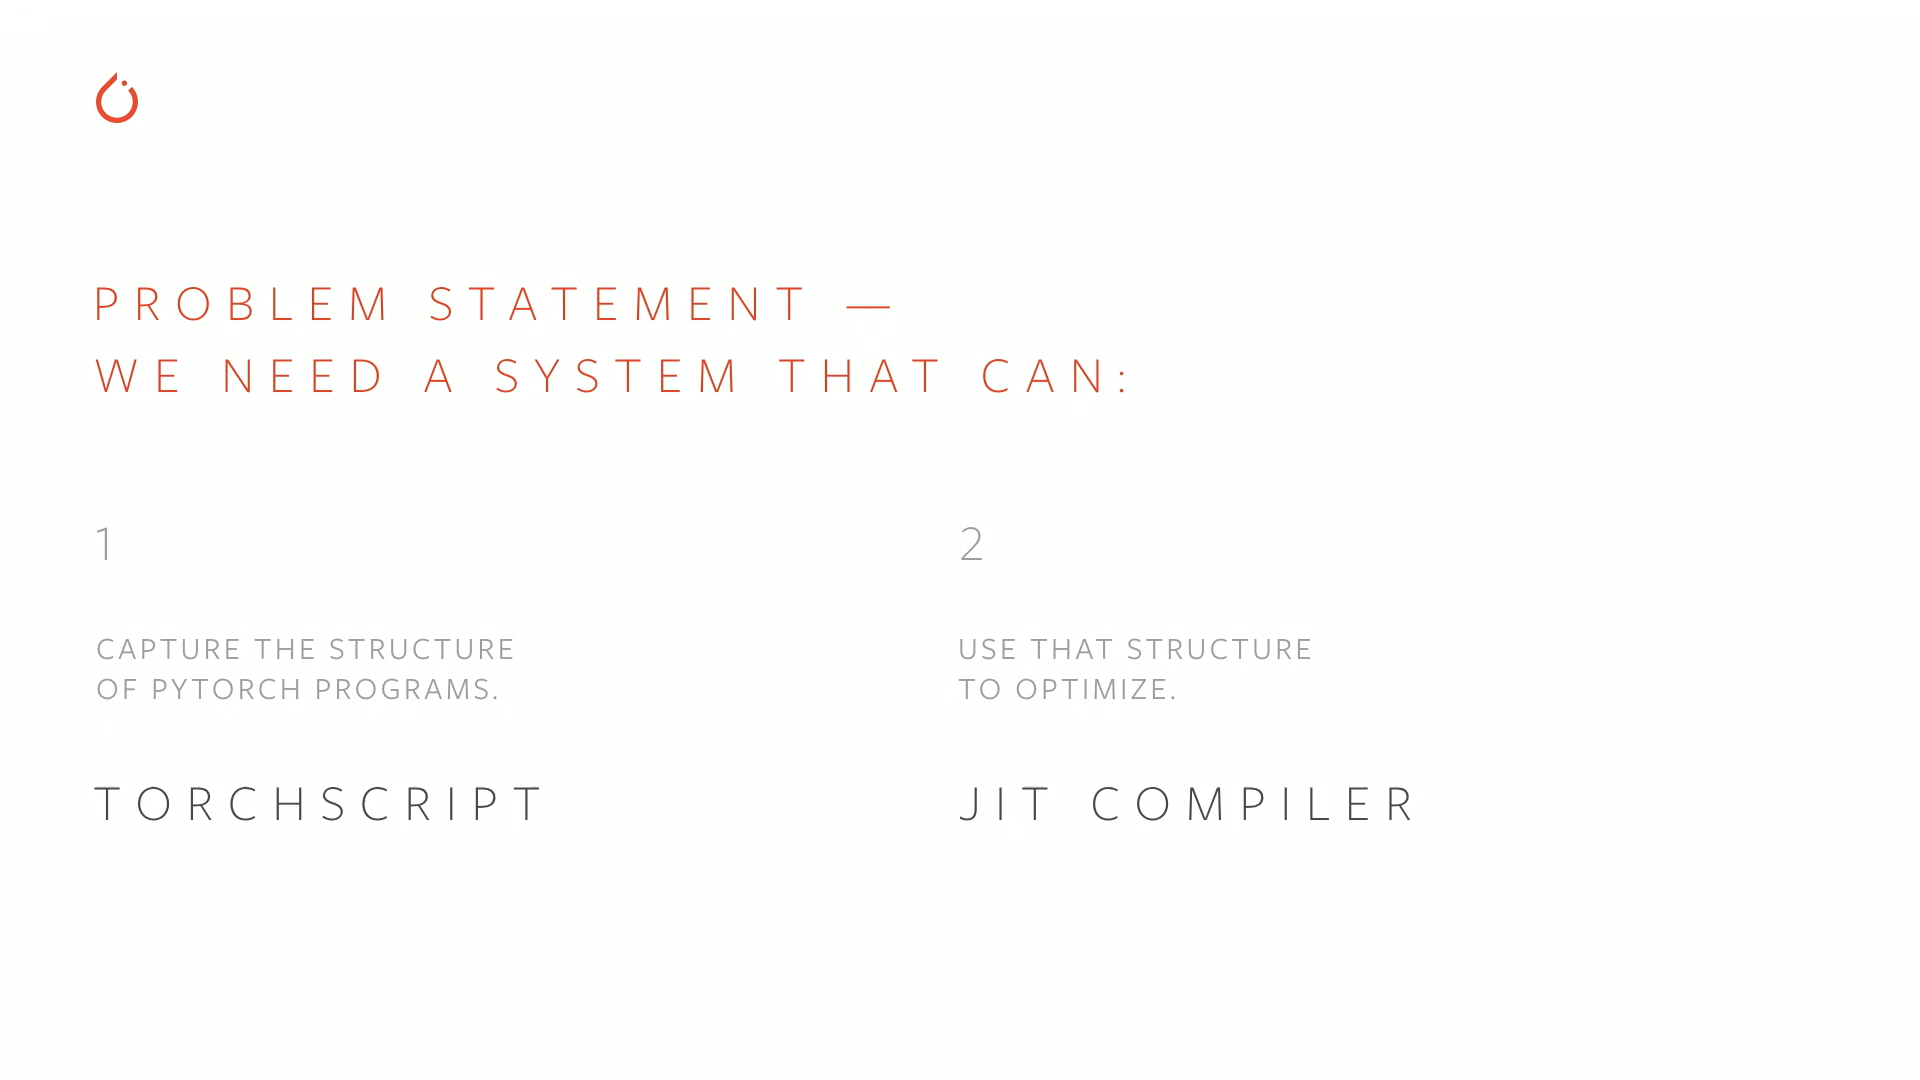 PROBLEM STATEMENT —
WE NEED A SYSTEM THAT CAN:
1
CAPTURE THE STRUCTURE
OF PYTORCH PROGRAMS.
TORCHSCRIPT
2
USE THAT STRUCTURE
TO OPTIMIZE.
JIT COMPILER